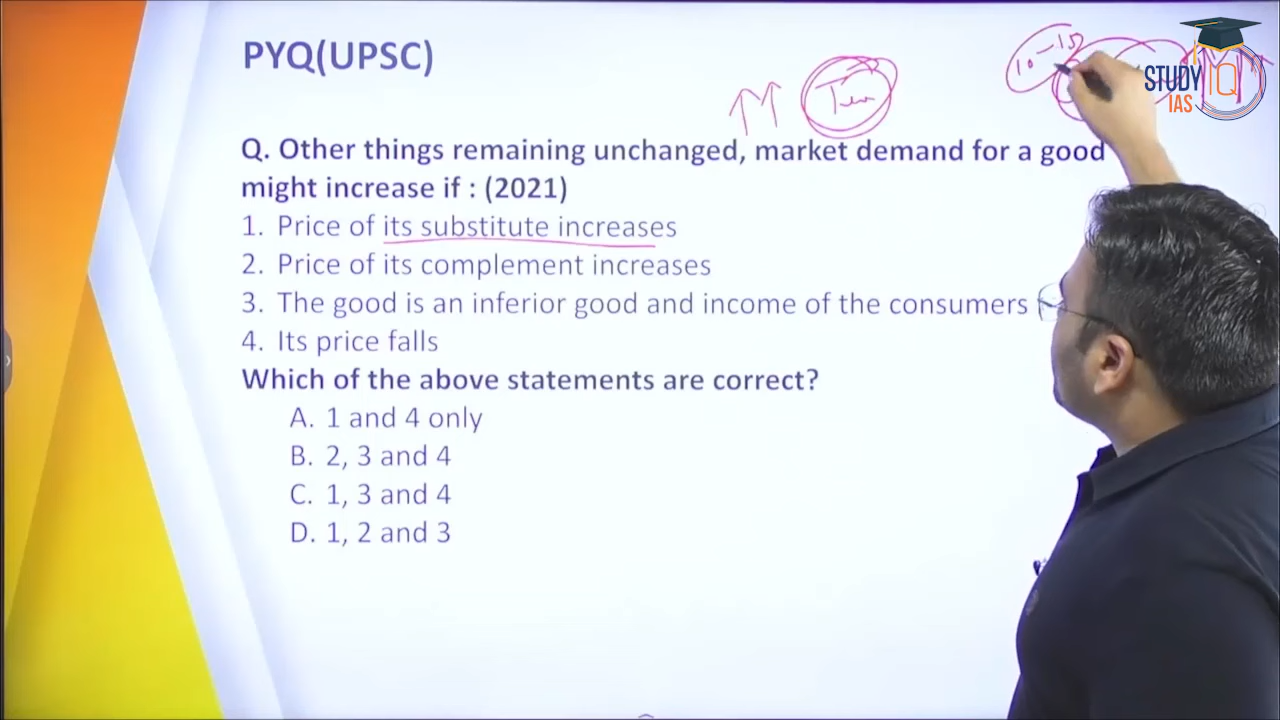 PYQ(UPSC)
10-15
STUDY IQ
IAS
Q. Other things remaining unchanged, market demand for a good
might increase if : (2021)
1. Price of its substitute increases
2. Price of its complement increases
3. The good is an inferior good and income of the consumers
4. Its price falls
Which of the above statements are correct?
A. 1 and 4 only
B. 2, 3 and 4
C. 1, 3 and 4
D. 1, 2 and 3